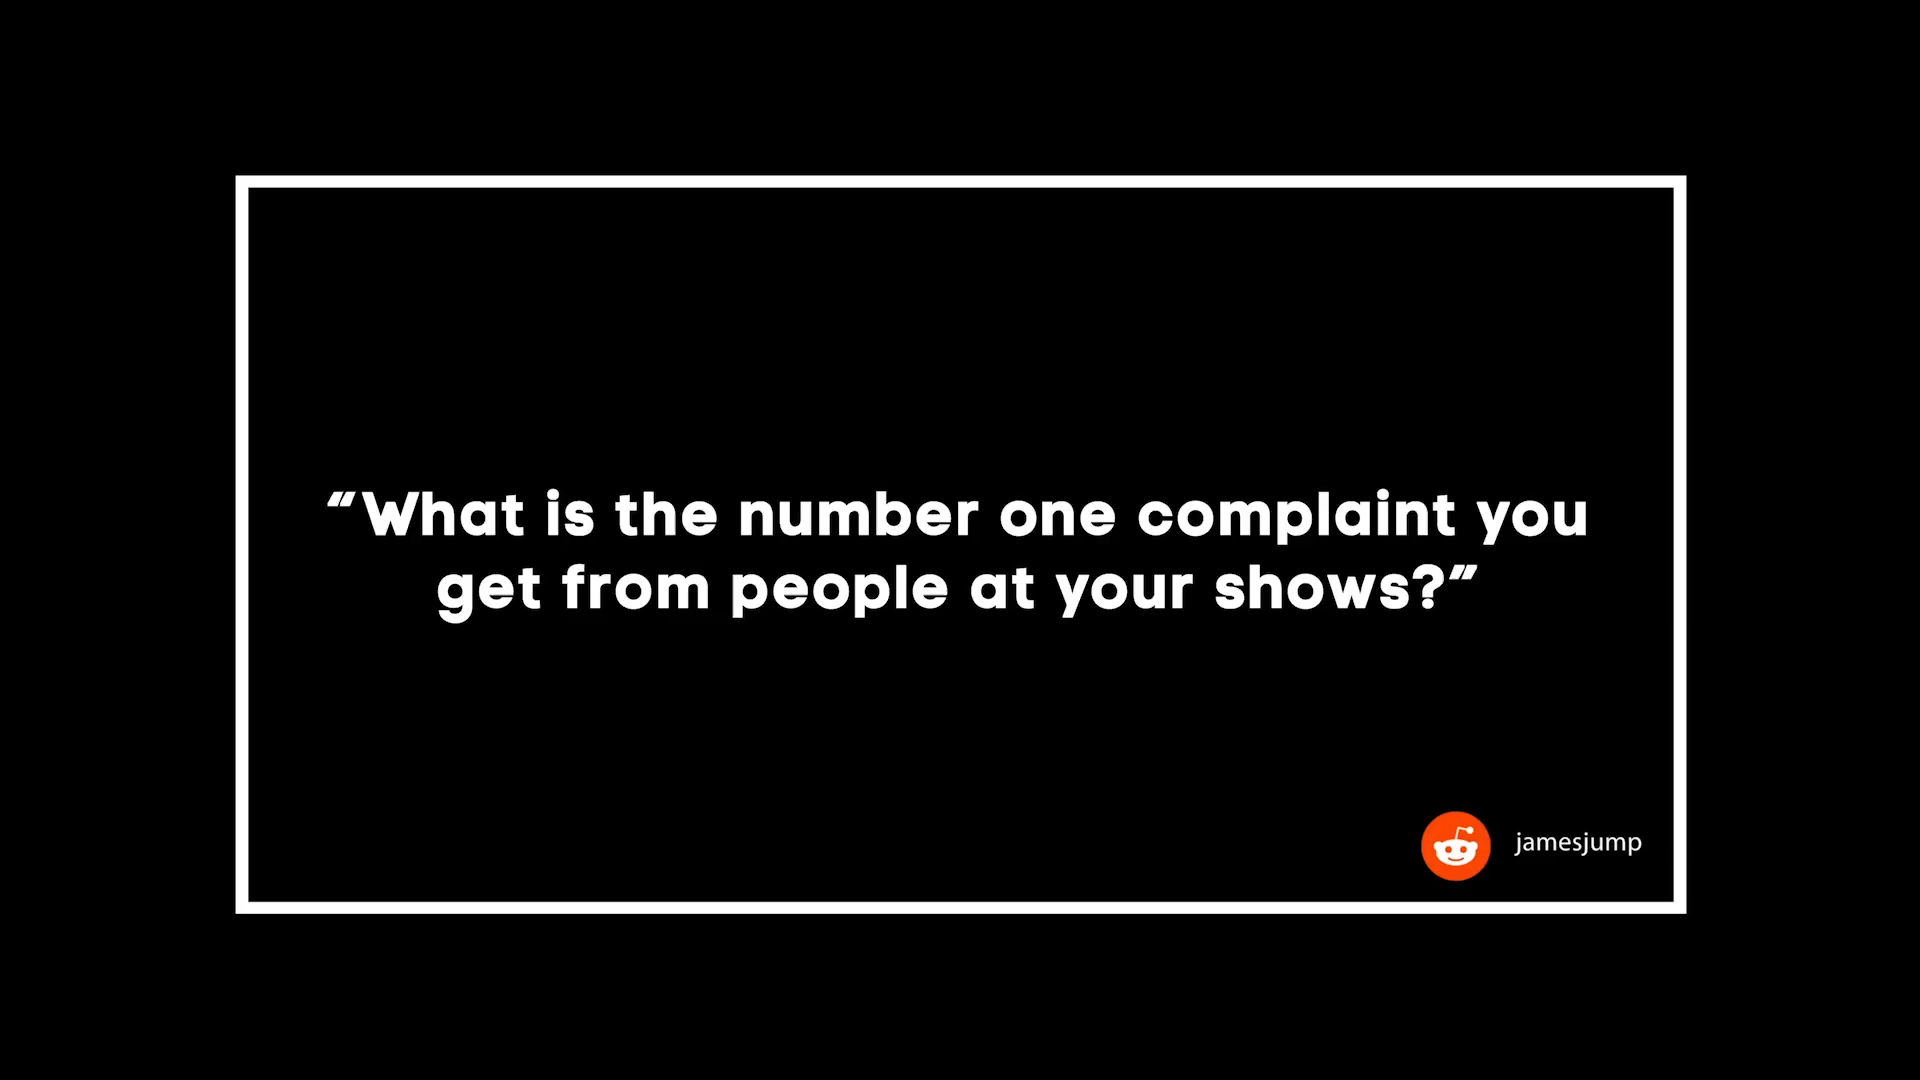 “What is the number one complaint you
get from people at your shows?”
jamesjump